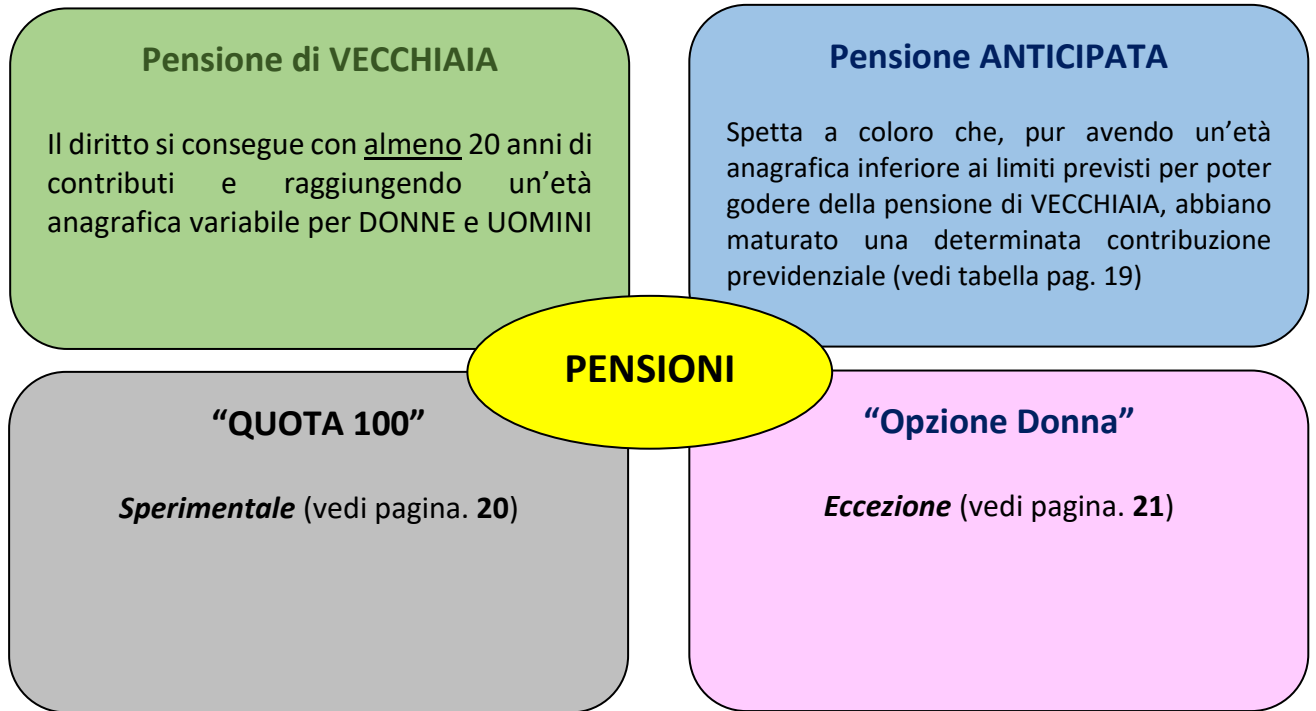 Pensione di VECCHIAIA
Il diritto si consegue con almeno 20 anni di
contributi e raggiungendo un’età
anagrafica variabile per DONNE e UOMINI
Pensione ANTICIPATA
Spetta a coloro che, pur avendo un’età
anagrafica inferiore ai limiti previsti per poter
godere della pensione di VECCHIAIA, abbiano
maturato una determinata contribuzione
previdenziale (vedi tabella pag. 19)
PENSIONI
“QUOTA 100”
Sperimentale (vedi pagina. 20)
“Opzione Donna”
Eccezione (vedi pagina. 21)